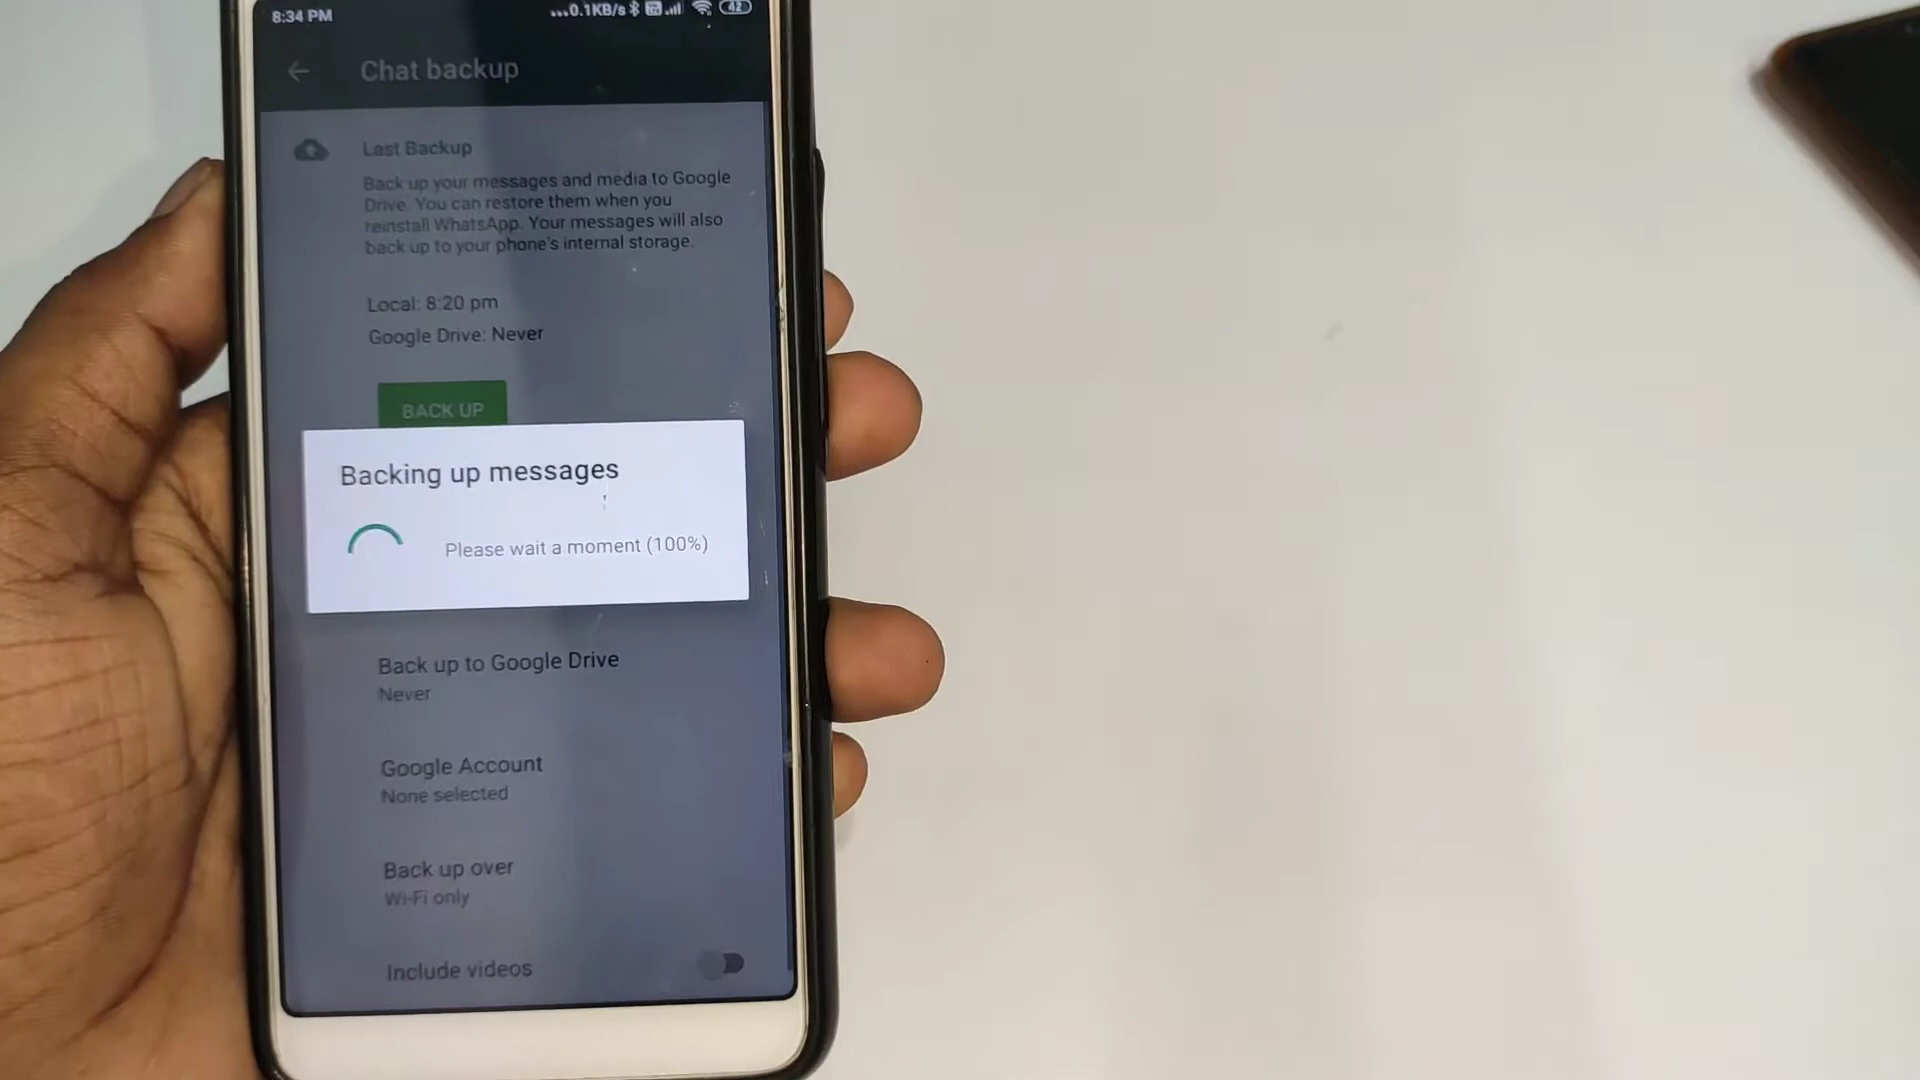 8:34 PM
...0.1KB/s
42
Chat backup
Last Backup
Back up your messages and media to Google
Drive. You can restore them when you
reinstall WhatsApp. Your messages will also
back up to your phone's internal storage.
Local: 8:20 pm
Google Drive: Never
BACK UP
Backing up messages
Please wait a moment (100%)
Back up to Google Drive
Never
Google Account
None selected
Back up over
Wi-Fi only
Include videos